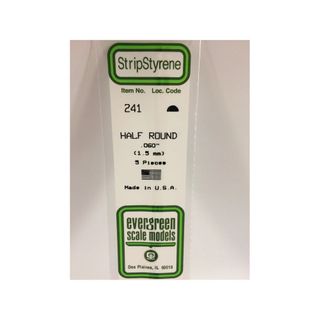 StripStyrene
Item No. Loc. Code
241
HALF ROUND
.060"
(1.5 mm)
5 Pieces
Made in U.S.A.
evergreen
scale models
Des Plaines, IL 60018